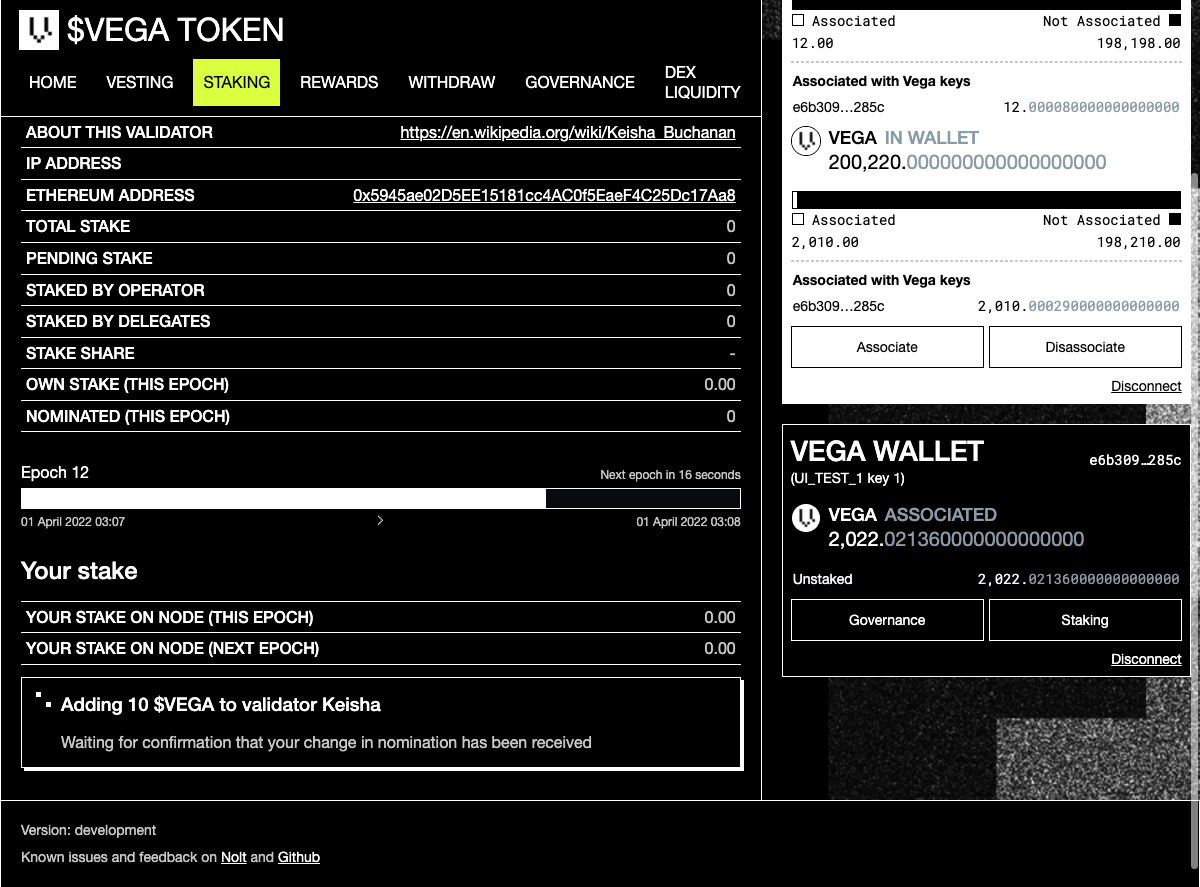 $VEGA TOKEN
HOME VESTING STAKING REWARDS WITHDRAW GOVERNANCE DEX LIQUIDITY
ABOUT THIS VALIDATOR https://en.wikipedia.org/wiki/Keisha_Buchanan
IP ADDRESS
ETHEREUM ADDRESS 0x5945ae02D5EE15181cc4AC0f5EaeF4C25Dc17Aa8
TOTAL STAKE 0
PENDING STAKE 0
STAKED BY OPERATOR 0
STAKED BY DELEGATES 0
STAKE SHARE -
OWN STAKE (THIS EPOCH) 0.00
NOMINATED (THIS EPOCH) 0
Epoch 12 Next epoch in 16 seconds
01 April 2022 03:07 > 01 April 2022 03:08
Your stake
YOUR STAKE ON NODE (THIS EPOCH) 0.00
YOUR STAKE ON NODE (NEXT EPOCH) 0.00
Adding 10 $VEGA to validator Keisha
Waiting for confirmation that your change in nomination has been received
Associated Not Associated
12.00 198,198.00
Associated with Vega keys
e6b309…285c 12.000080000000000000
VEGA IN WALLET
200,220.000000000000000000
Associated Not Associated
2,010.00 198,210.00
Associated with Vega keys
e6b309…285c 2,010.000290000000000000
Associate Disassociate
Disconnect
VEGA WALLET e6b309…285c
(UI_TEST_1 key 1)
VEGA ASSOCIATED
2,022.021360000000000000
Unstaked 2,022.021360000000000000
Governance Staking
Disconnect
Version: development
Known issues and feedback on Nolt and Github